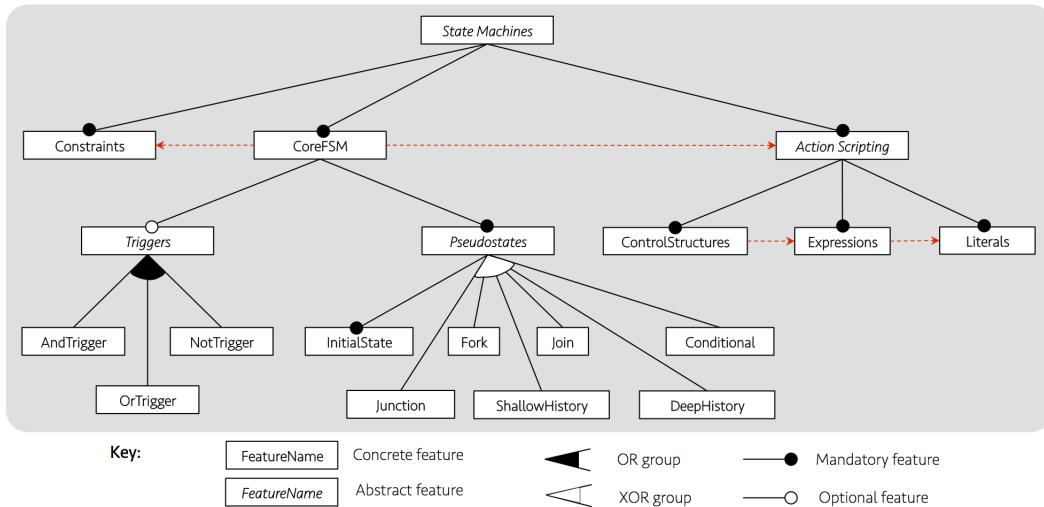 State Machines
Constraints
CoreFSM
Action Scripting
Triggers
Pseudostates
ControlStructures
Expressions
Literals
AndTrigger
NotTrigger
InitialState
Fork
Join
Conditional
OrTrigger
Junction
ShallowHistory
DeepHistory
Key:
FeatureName Concrete feature
OR group
Mandatory feature
FeatureName Abstract feature
XOR group
Optional feature